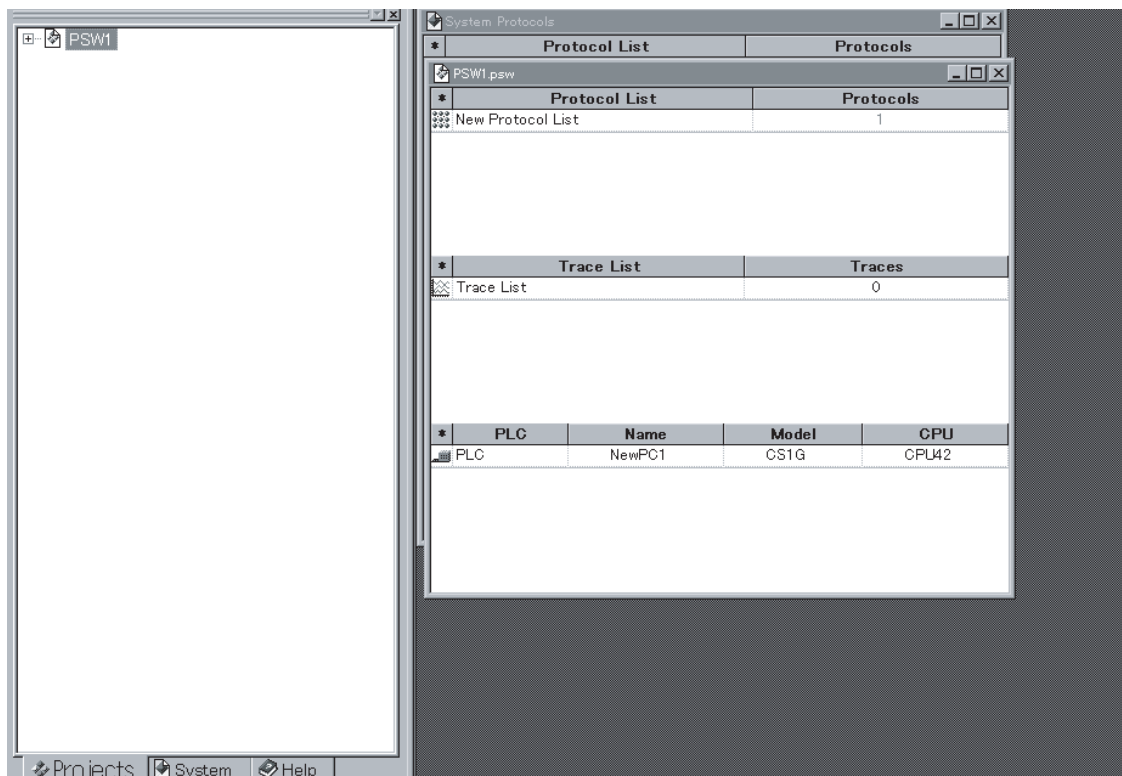 PSW1
System Protocols
* Protocol List Protocols
PSW1.psw
* Protocol List Protocols
New Protocol List 1
* Trace List Traces
Trace List 0
* PLC Name Model CPU
PLC NewPC1 CS1G CPU42
Projects System Help